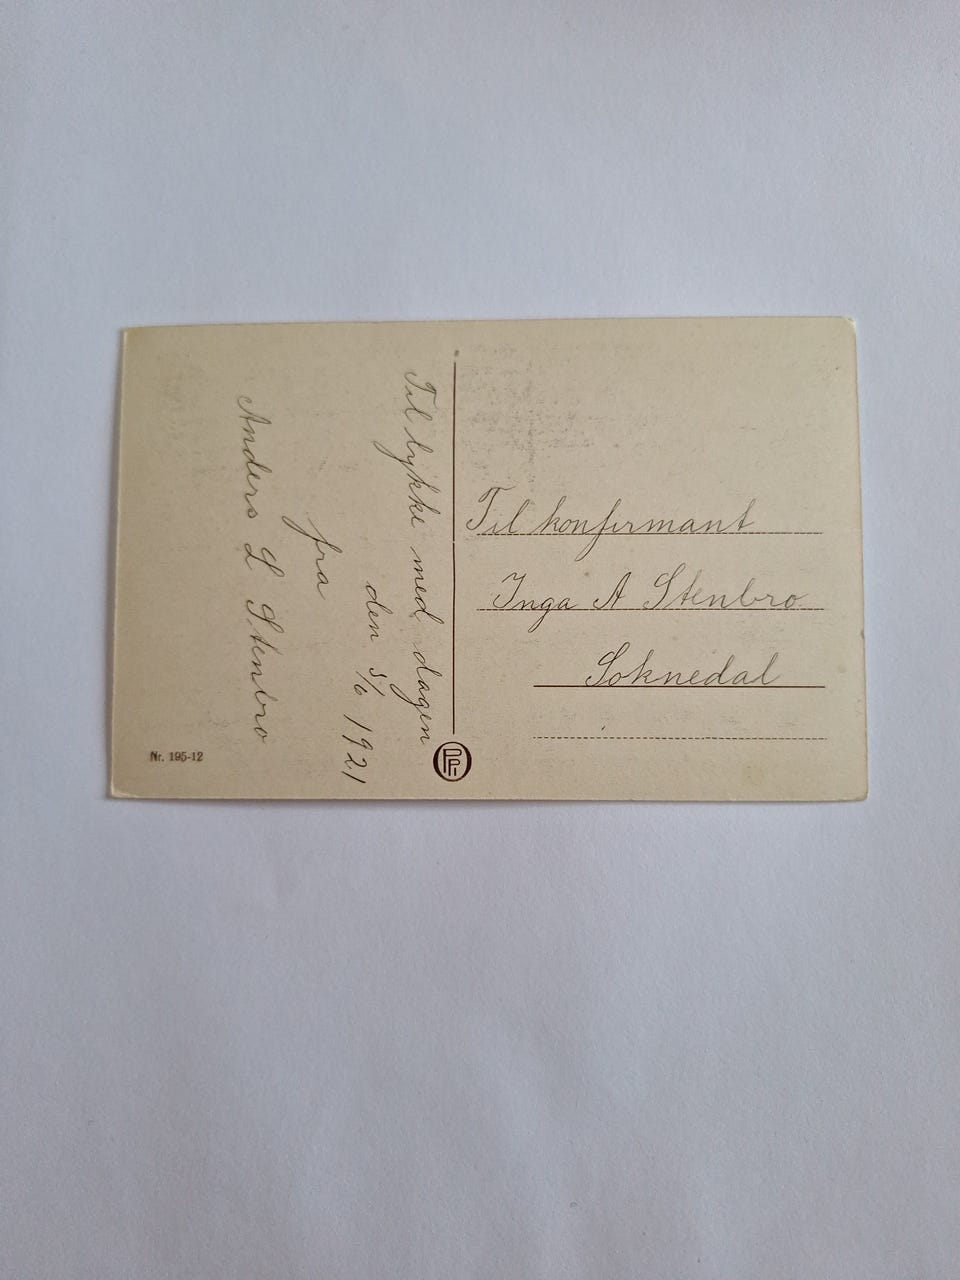 Til lykke med dagen
den 5/6 1921
fra
Anders L Stenbro
Til konfirmant
Inga A Stenbro
Soknedal
Nr. 195-12